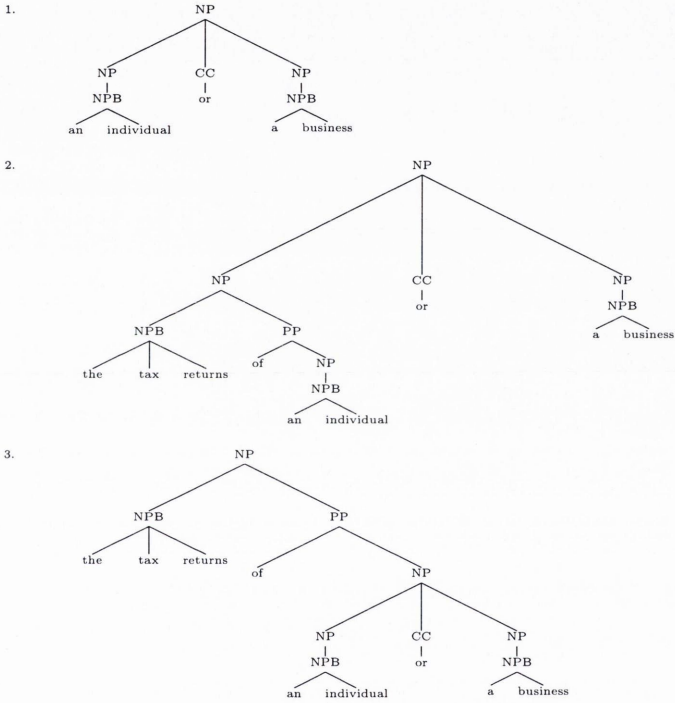 1.
NP
NP CC NP
NPB or NPB
an individual a business
2.
NP
NP CC NP
or NPB
NPB PP a business
the tax returns of NP
NPB
an individual
3.
NP
NPB PP
the tax returns of NP
NP CC NP
NPB or NPB
an individual a business